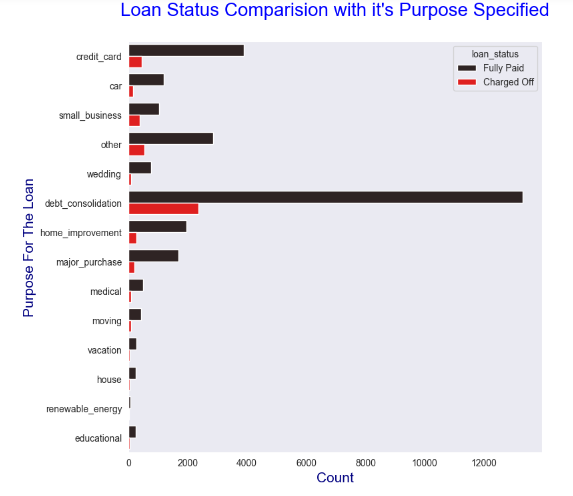 Loan Status Comparision with it's Purpose Specified
loan_status
Fully Paid
Charged Off
Purpose For The Loan
credit_card
car
small_business
other
wedding
debt_consolidation
home_improvement
major_purchase
medical
moving
vacation
house
renewable_energy
educational
0 2000 4000 6000 8000 10000 12000
Count